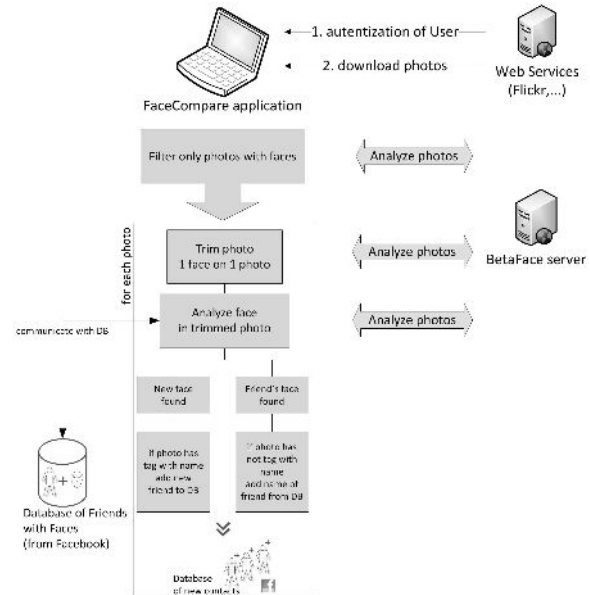 1. autentization of User
2. download photos
FaceCompare application
Web Services
(Flickr,...)
Filter only photos with faces
Analyze photos
for each photo
Trim photo
1 face on 1 photo
Analyze photos
BetaFace server
Analyze face
in trimmed photo
Analyze photos
communicate with DB
New face
found
Friend's face
found
If photo has
tag with name
add new
friend to DB
If photo has
not tag with
name
add name of
friend from DB
Database of Friends
with Faces
(from Facebook)
Database
of new contacts
f